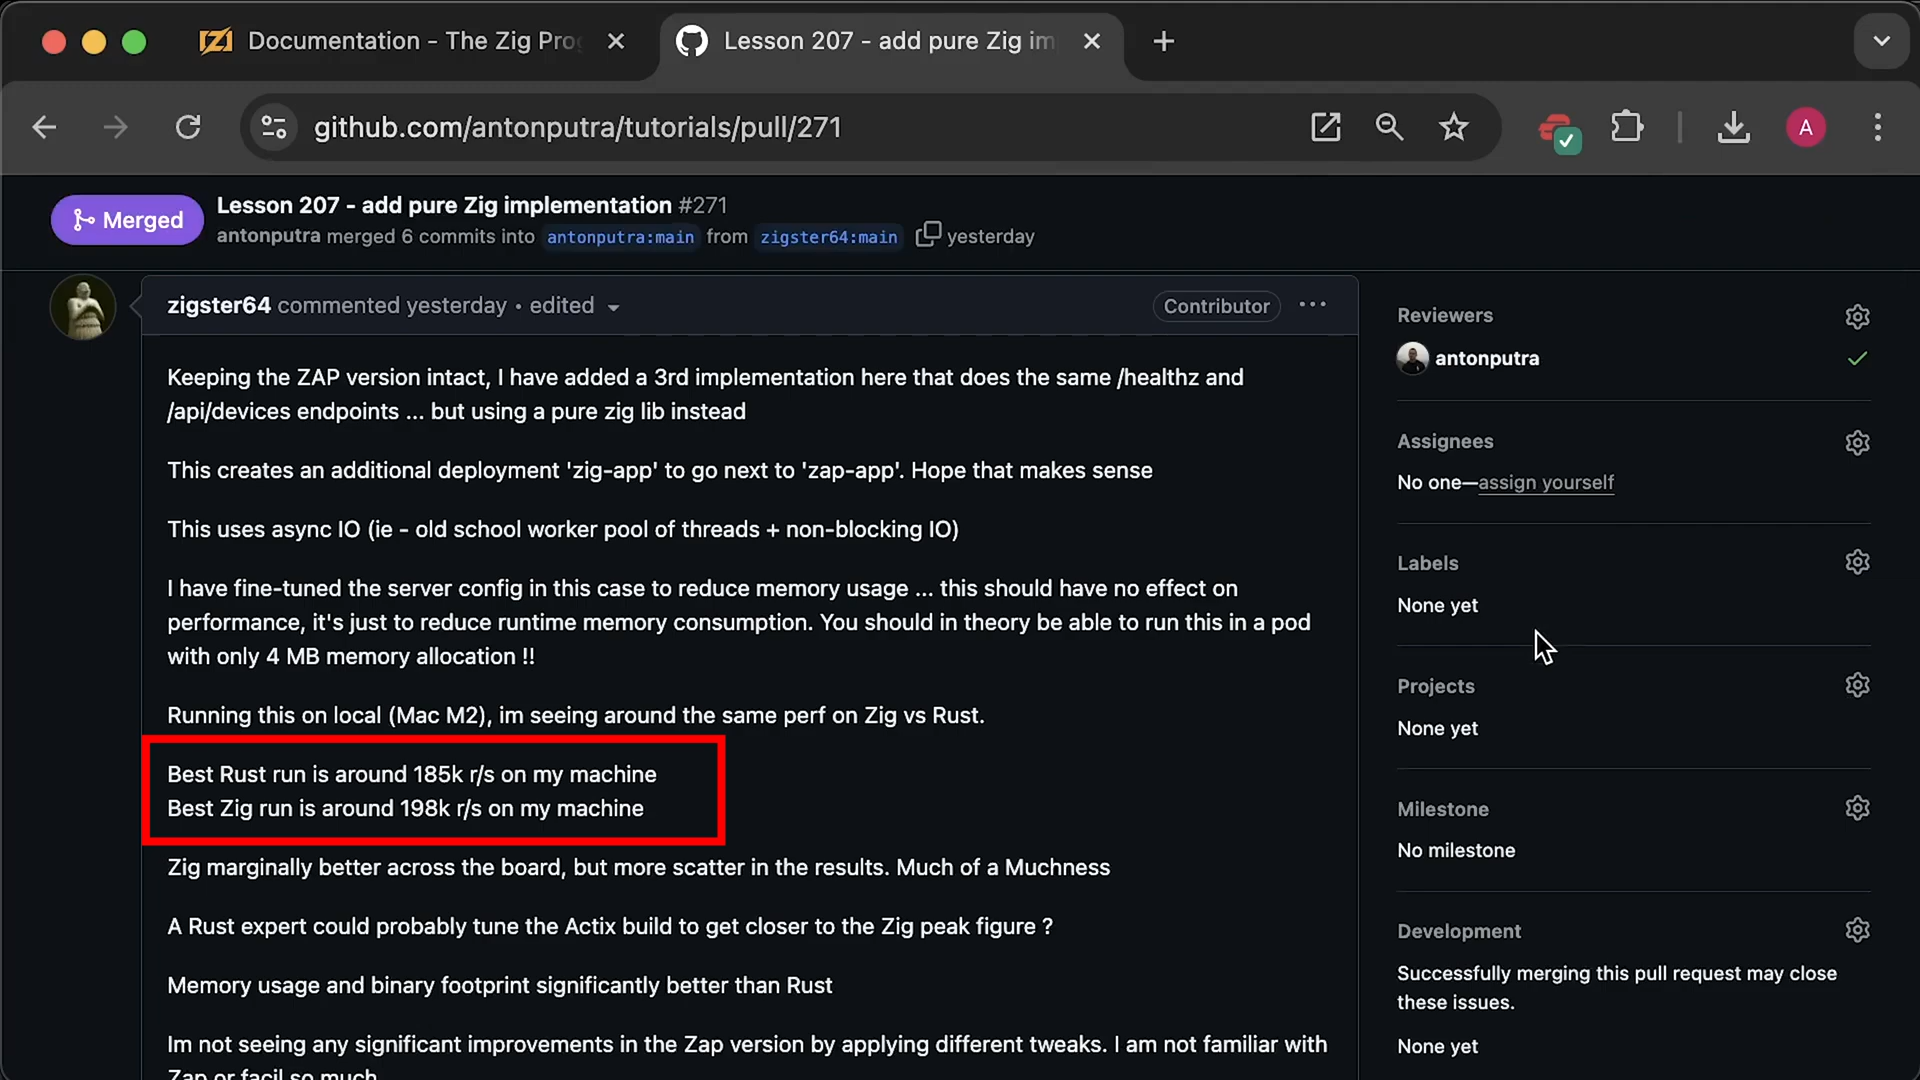 Documentation - The Zig Pro
Lesson 207 - add pure Zig im
github.com/antonputra/tutorials/pull/271
A
Merged
Lesson 207 - add pure Zig implementation #271
antonputra merged 6 commits into antonputra:main from zigster64:main yesterday
zigster64 commented yesterday • edited
Contributor
Keeping the ZAP version intact, I have added a 3rd implementation here that does the same /healthz and
/api/devices endpoints ... but using a pure zig lib instead
This creates an additional deployment 'zig-app' to go next to 'zap-app'. Hope that makes sense
This uses async IO (ie - old school worker pool of threads + non-blocking IO)
I have fine-tuned the server config in this case to reduce memory usage ... this should have no effect on
performance, it's just to reduce runtime memory consumption. You should in theory be able to run this in a pod
with only 4 MB memory allocation !!
Running this on local (Mac M2), im seeing around the same perf on Zig vs Rust.
Best Rust run is around 185k r/s on my machine
Best Zig run is around 198k r/s on my machine
Zig marginally better across the board, but more scatter in the results. Much of a Muchness
A Rust expert could probably tune the Actix build to get closer to the Zig peak figure ?
Memory usage and binary footprint significantly better than Rust
Im not seeing any significant improvements in the Zap version by applying different tweaks. I am not familiar with
Zap or facil so much
Reviewers
antonputra
Assignees
No one—assign yourself
Labels
None yet
Projects
None yet
Milestone
No milestone
Development
Successfully merging this pull request may close
these issues.
None yet